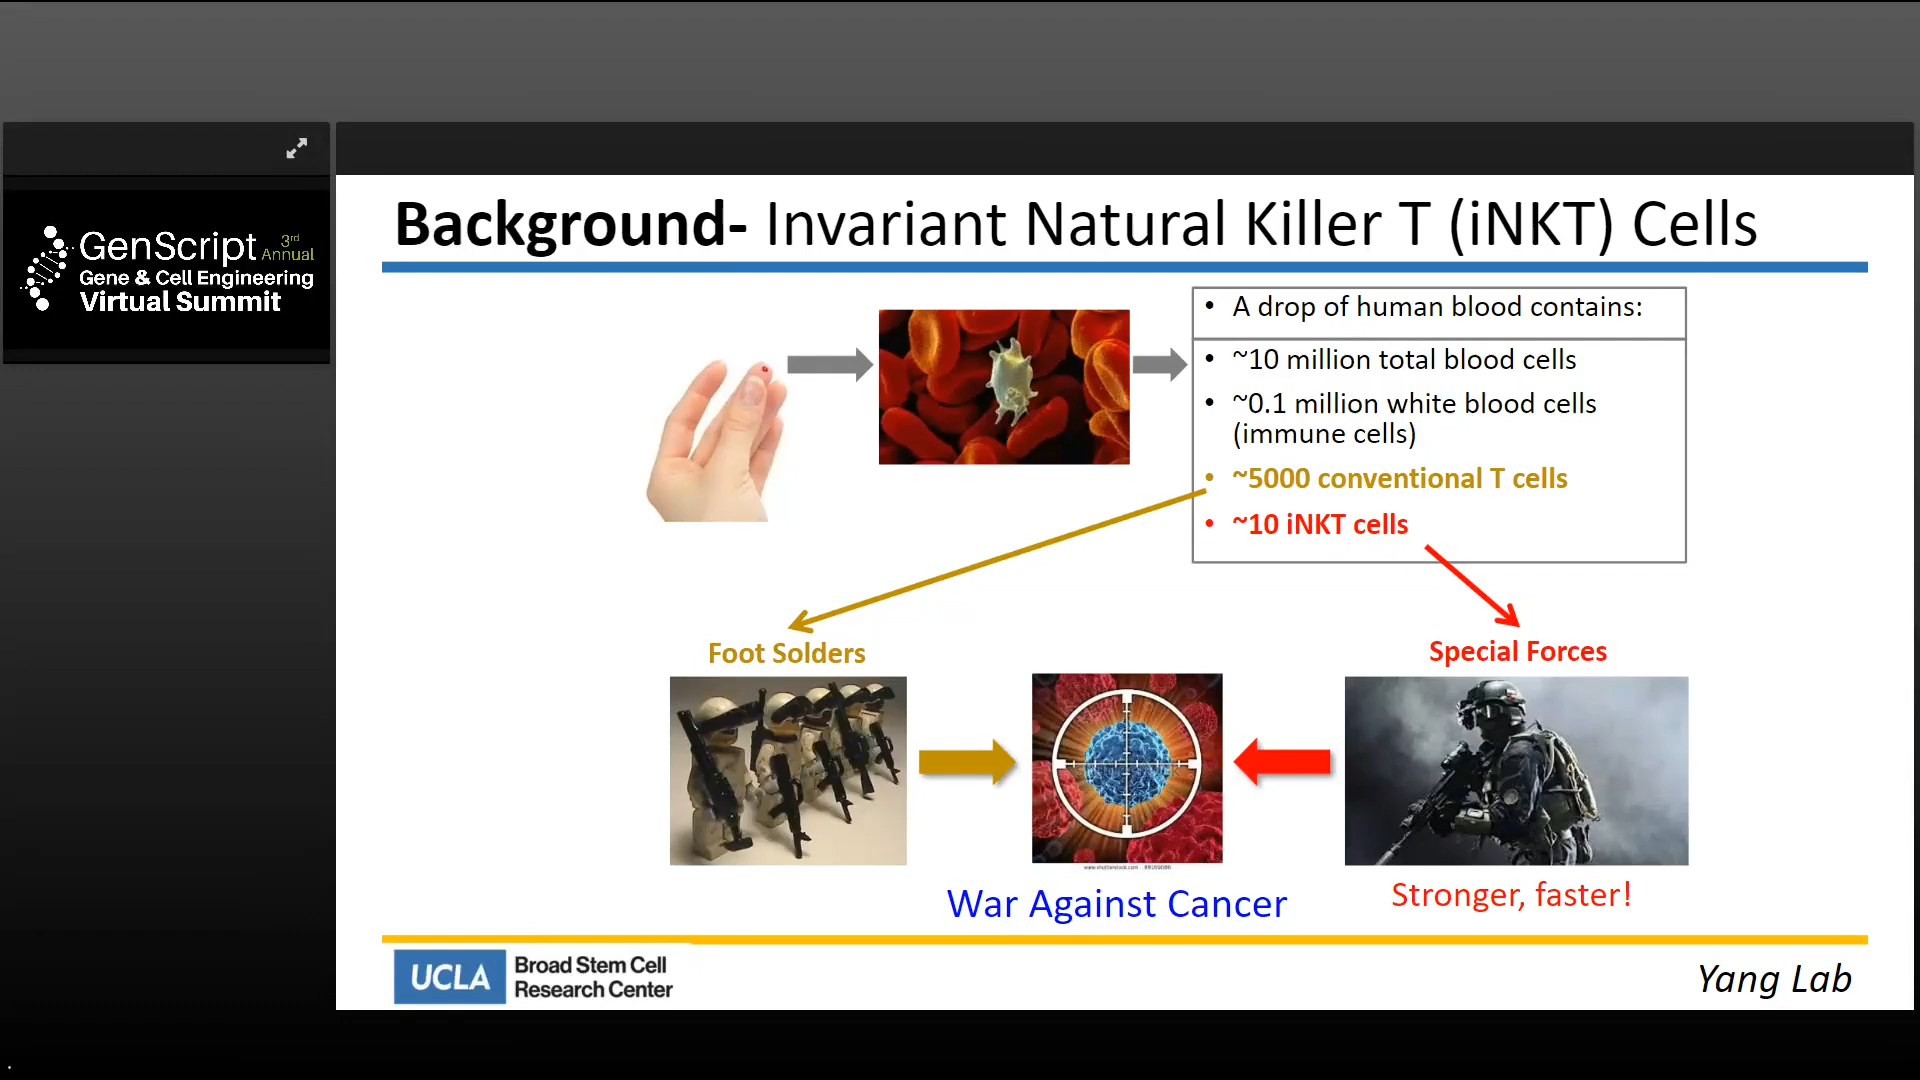 GenScript 3rd Annual
Gene & Cell Engineering
Virtual Summit
Background- Invariant Natural Killer T (iNKT) Cells
• A drop of human blood contains:
• ~10 million total blood cells
• ~0.1 million white blood cells
(immune cells)
• ~5000 conventional T cells
• ~10 iNKT cells
Foot Solders
Special Forces
War Against Cancer
Stronger, faster!
UCLA
Broad Stem Cell
Research Center
Yang Lab